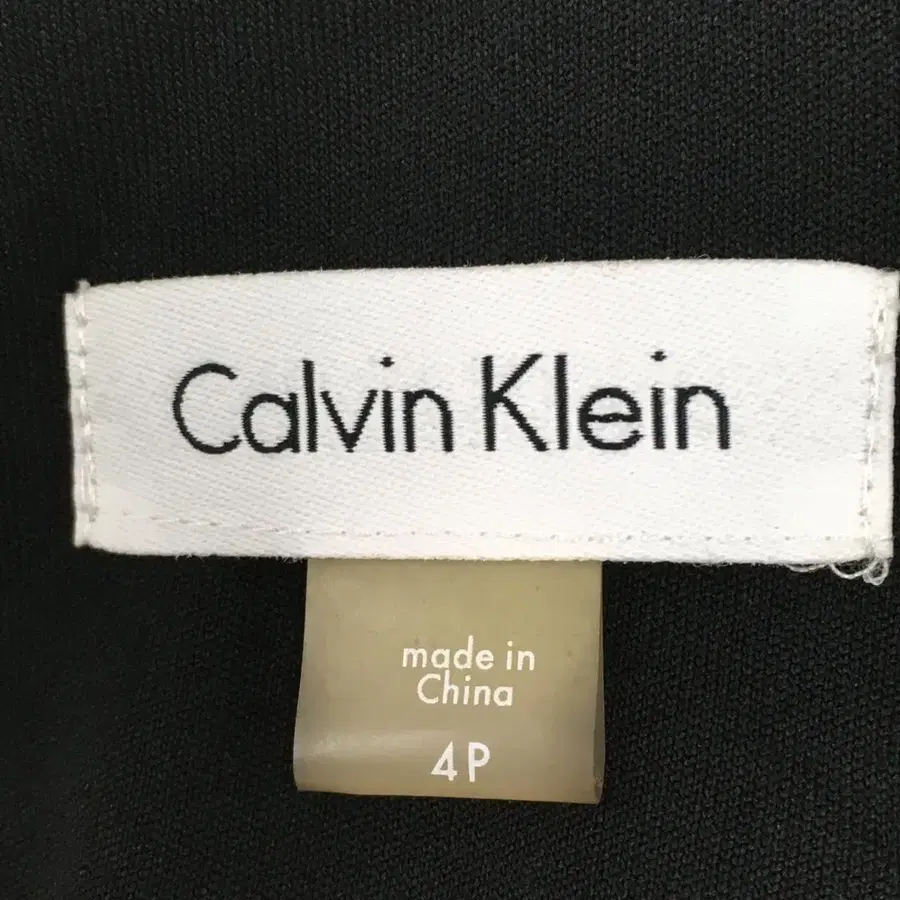 Calvin Klein
made in
China
4P